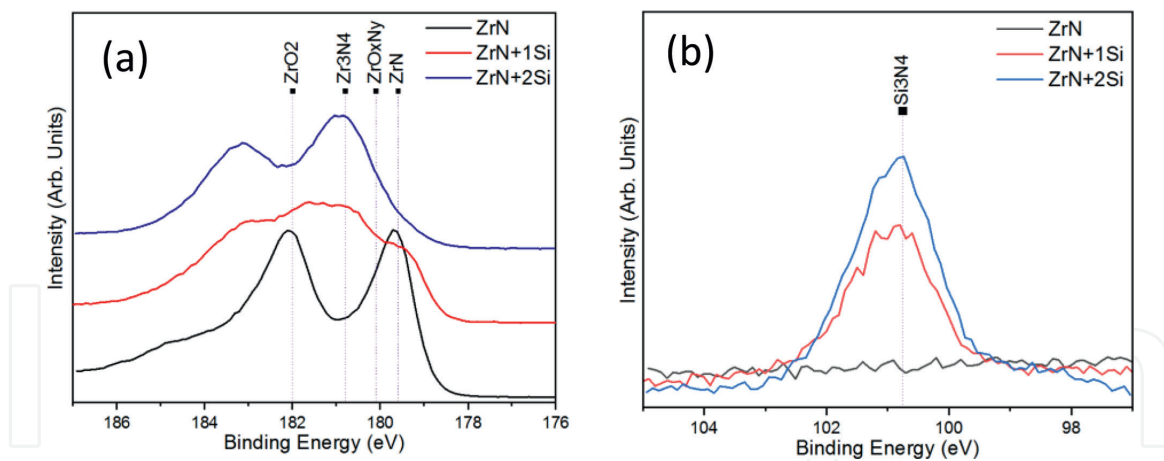 (a)
ZrO2
Zr3N4
ZrOxNy
ZrN
ZrN
ZrN+1Si
ZrN+2Si
Intensity (Arb. Units)
186 184 182 180 178 176
Binding Energy (eV)
(b)
Si3N4
ZrN
ZrN+1Si
ZrN+2Si
Intensity (Arb. Units)
104 102 100 98
Binding Energy (eV)